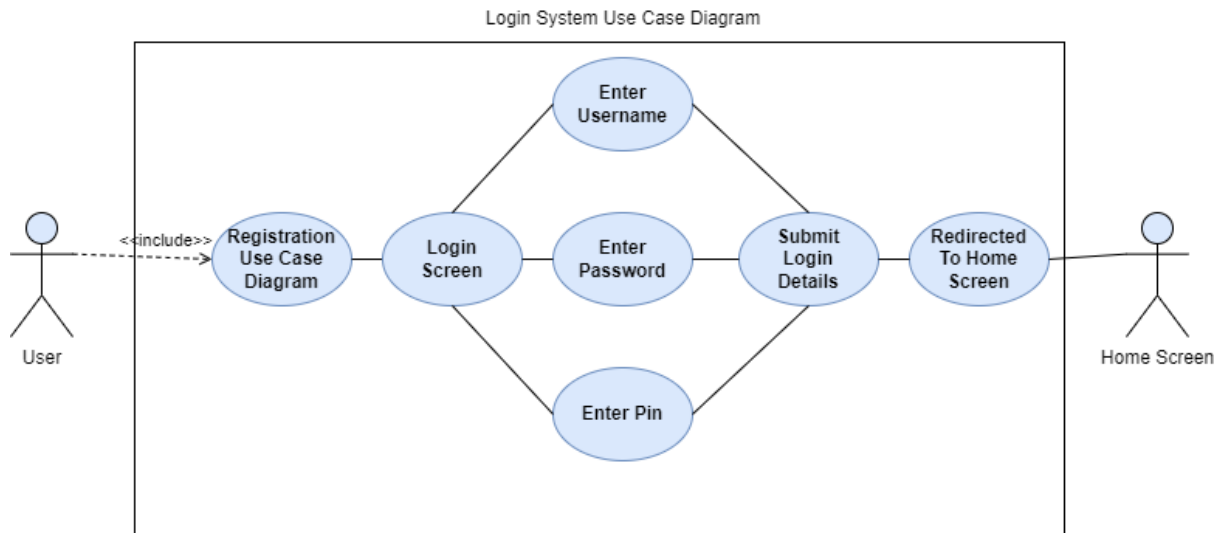 Login System Use Case Diagram
Enter
Username
<<include>>
Registration
Use Case
Diagram
Login
Screen
Enter
Password
Submit
Login
Details
Redirected
To Home
Screen
User
Home Screen
Enter Pin